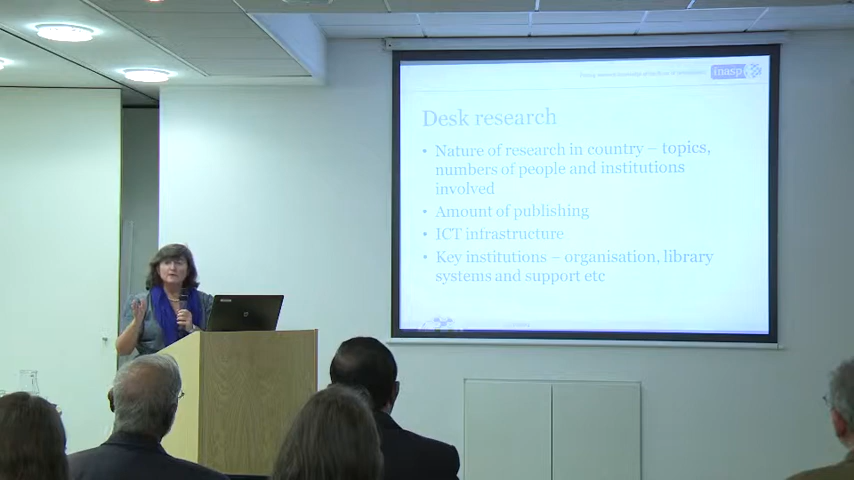 inasp
Desk research
• Nature of research in country – topics,
numbers of people and institutions
involved
• Amount of publishing
• ICT infrastructure
• Key institutions – organisation, library
systems and support etc